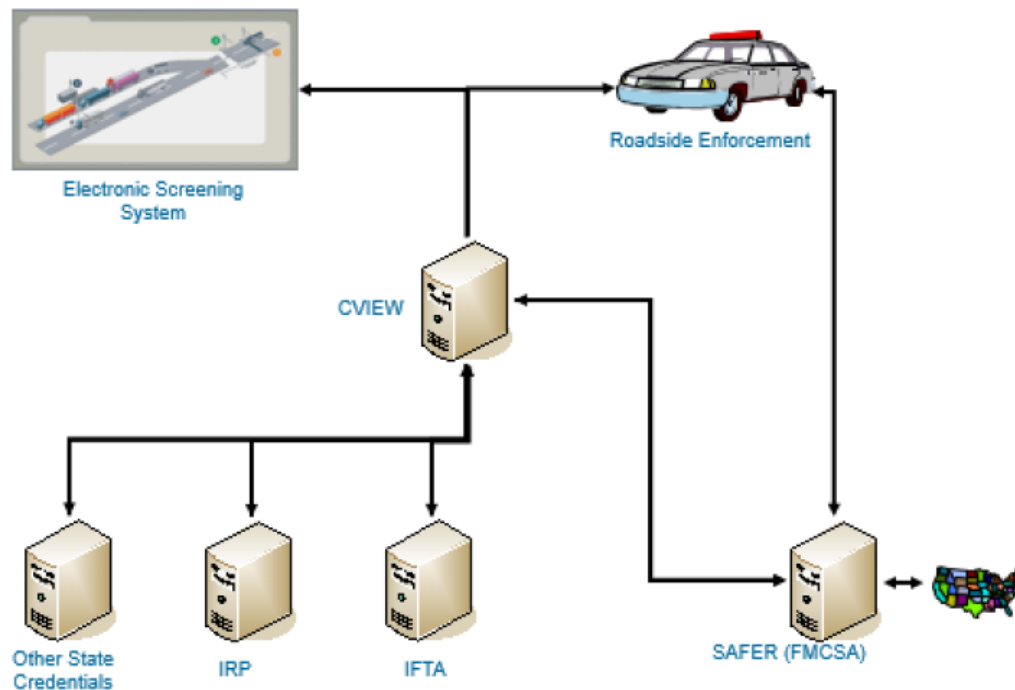 Electronic Screening
System
Roadside Enforcement
CVIEW
Other State
Credentials
IRP
IFTA
SAFER (FMCSA)